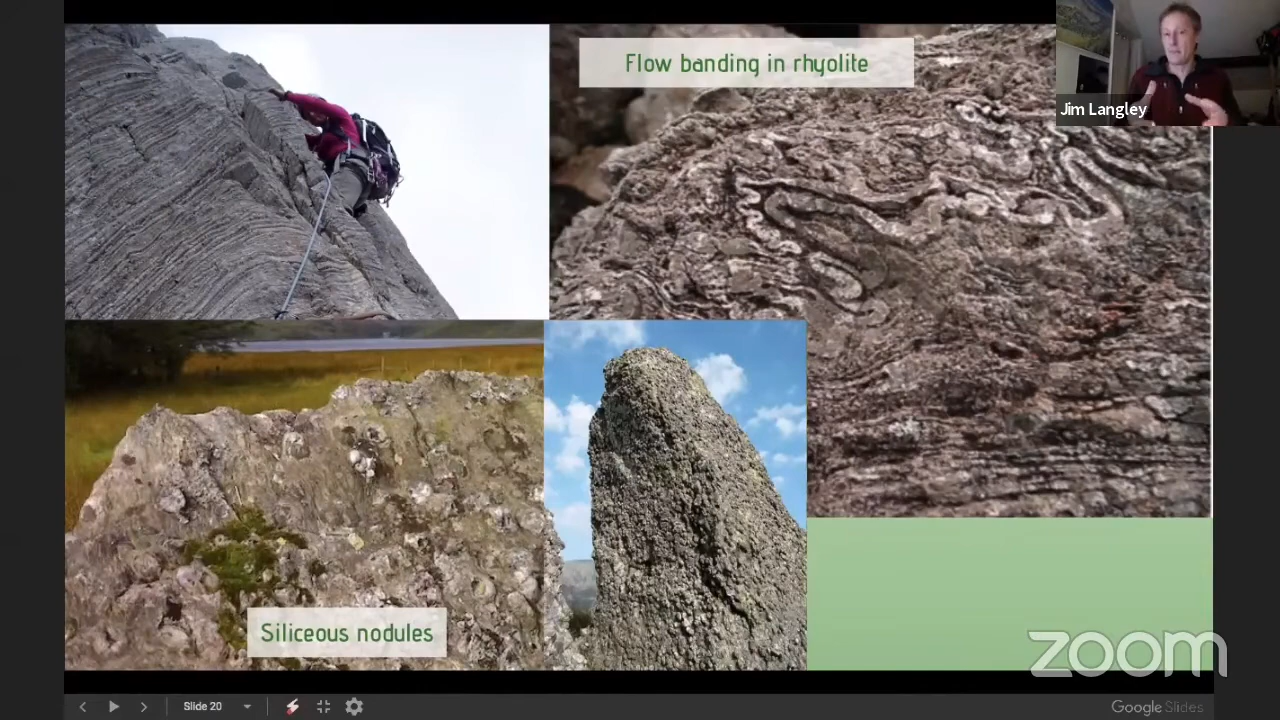 Flow banding in rhyolite
Jim Langley
Siliceous nodules
zoom
Slide 20
Google Slides